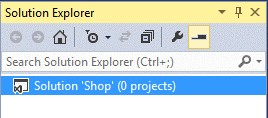 Solution Explorer
Search Solution Explorer (Ctrl+;)
Solution 'Shop' (0 projects)